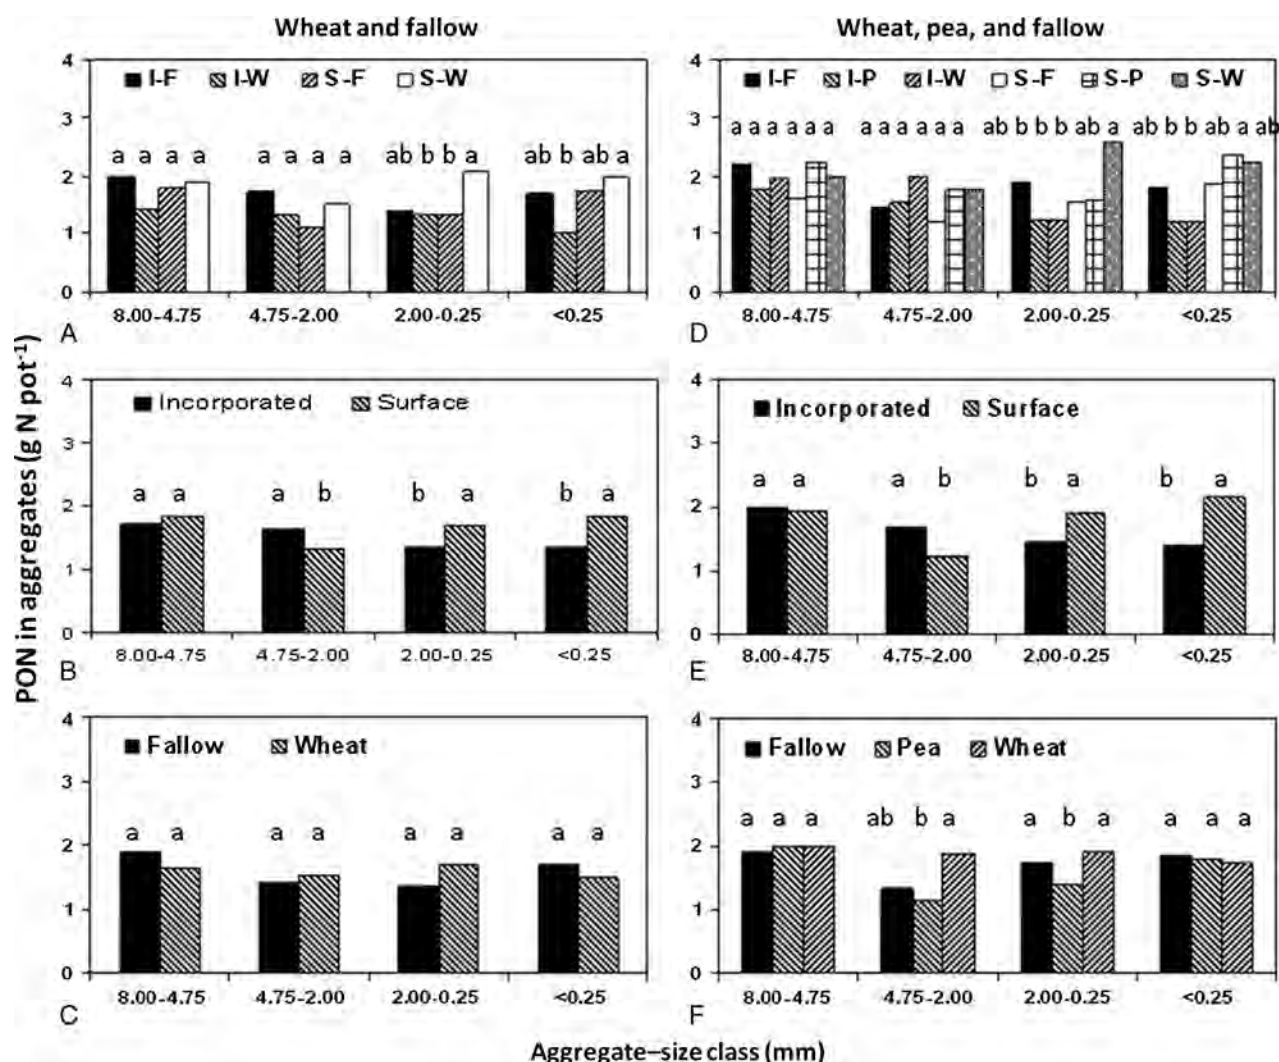 Wheat and fallow
4
I-F I-W S-F S-W
3
a a a a a a a a ab b b a ab b ab a
2
1
0
8.00-4.75 4.75-2.00 2.00-0.25 <0.25
A
Wheat, pea, and fallow
4
I-F I-P I-W S-F S-P S-W
3
a a a a a a a a a a ab b b b ab a ab b b ab a ab
2
1
0
8.00-4.75 4.75-2.00 2.00-0.25 <0.25
D
PON in aggregates (g N pot⁻¹)
4
Incorporated Surface
3
a a a b b a b a
2
1
0
8.00-4.75 4.75-2.00 2.00-0.25 <0.25
B
4
Incorporated Surface
3
a a a b b a b a
2
1
0
8.00-4.75 4.75-2.00 2.00-0.25 <0.25
E
4
Fallow Wheat
3
a a a a a a a a
2
1
0
8.00-4.75 4.75-2.00 2.00-0.25 <0.25
C
4
Fallow Pea Wheat
3
a a a ab b a a b a a a a
2
1
0
8.00-4.75 4.75-2.00 2.00-0.25 <0.25
F
Aggregate–size class (mm)